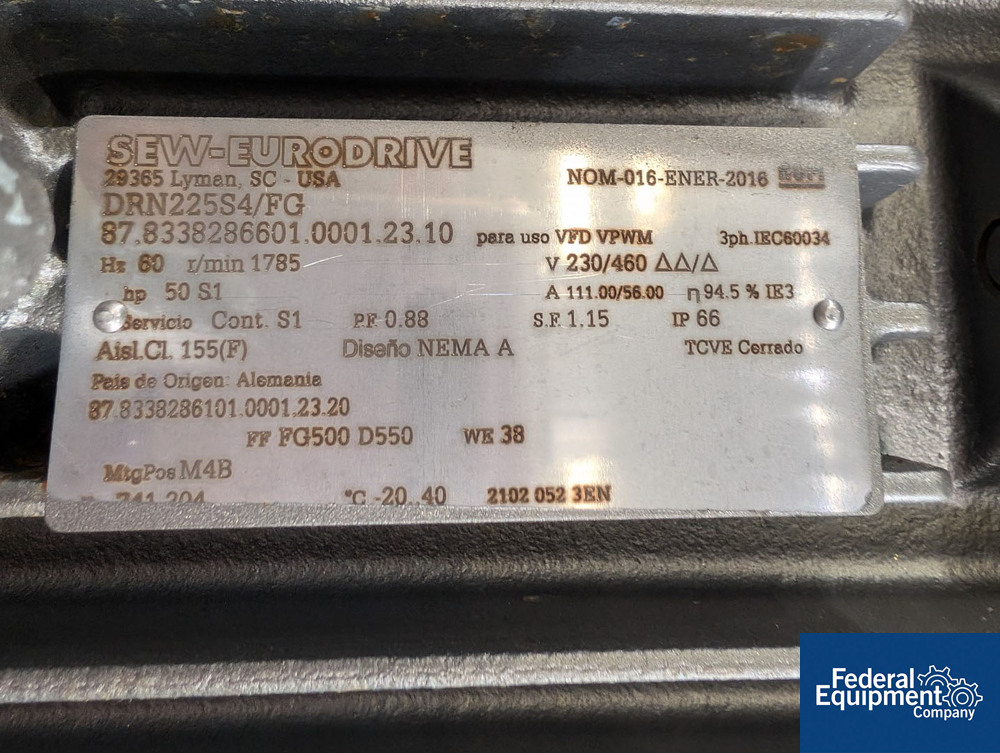 SEW-EURODRIVE
29365 Lyman, SC - USA
NOM-016-ENER-2016
DRN225S4/FG
87.8338286601.0001.23.10 para uso VFD VPWM 3ph.IEC60034
Hz 60 r/min 1785 V 230/460 ΔΔ/Δ
hp 50 S1 A 111.00/56.00 η 94.5 % IE3
Servicio Cont. S1 P.F. 0.88 S.F. 1.15 IP 66
Aisl.Cl. 155(F) Diseño NEMA A TCVE Cerrado
Pais de Origen: Alemania
87.8338286101.0001.23.20
FF FG500 D550 WE 38
MtgPos M4B
741 204 °C -20..40 2102 052 3EN
Federal
Equipment
Company